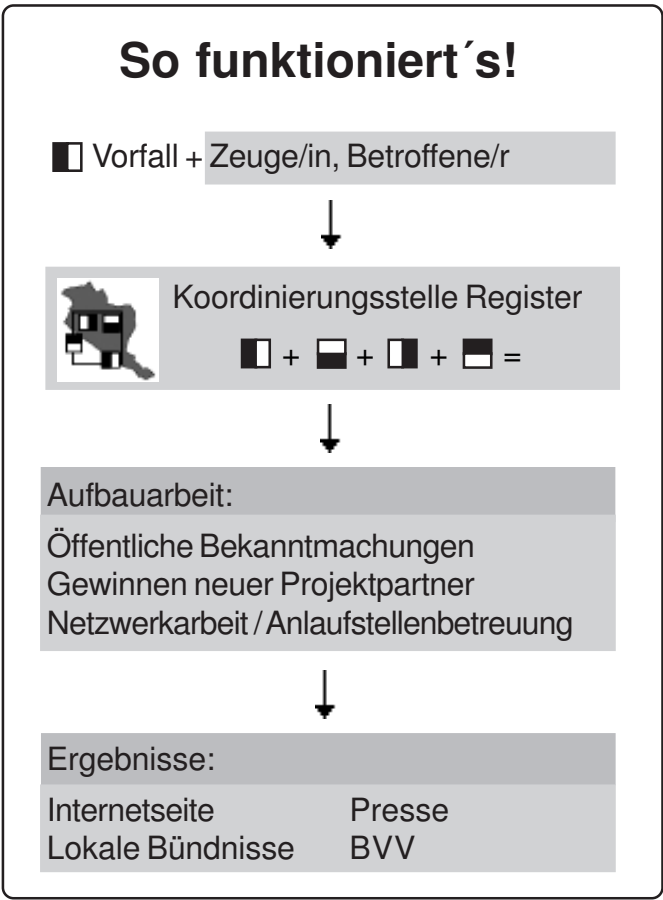 So funktioniert´s!
Vorfall + Zeuge/in, Betroffene/r
Koordinierungsstelle Register
+ + + =
Aufbauarbeit:
Öffentliche Bekanntmachungen
Gewinnen neuer Projektpartner
Netzwerkarbeit / Anlaufstellenbetreuung
Ergebnisse:
Internetseite Presse
Lokale Bündnisse BVV